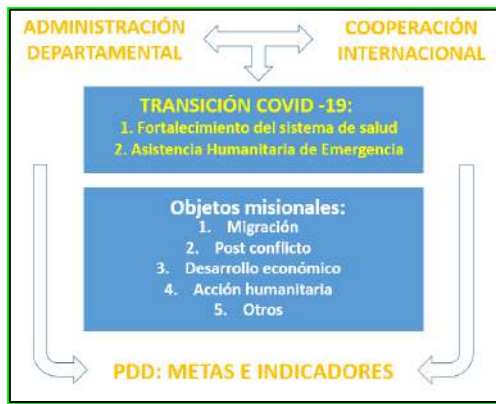 ADMINISTRACIÓN
DEPARTAMENTAL
COOPERACIÓN
INTERNACIONAL
TRANSICIÓN COVID -19:
1. Fortalecimiento del sistema de salud
2. Asistencia Humanitaria de Emergencia
Objetos misionales:
1. Migración
2. Post conflicto
3. Desarrollo económico
4. Acción humanitaria
5. Otros
PDD: METAS E INDICADORES